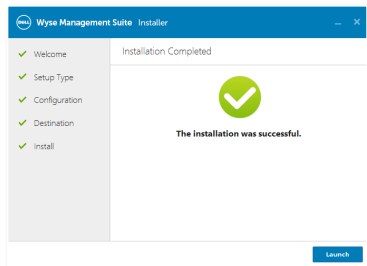 DELL Wyse Management Suite Installer
Welcome
Installation Completed
Setup Type
Configuration
Destination
Install
The installation was successful.
Launch